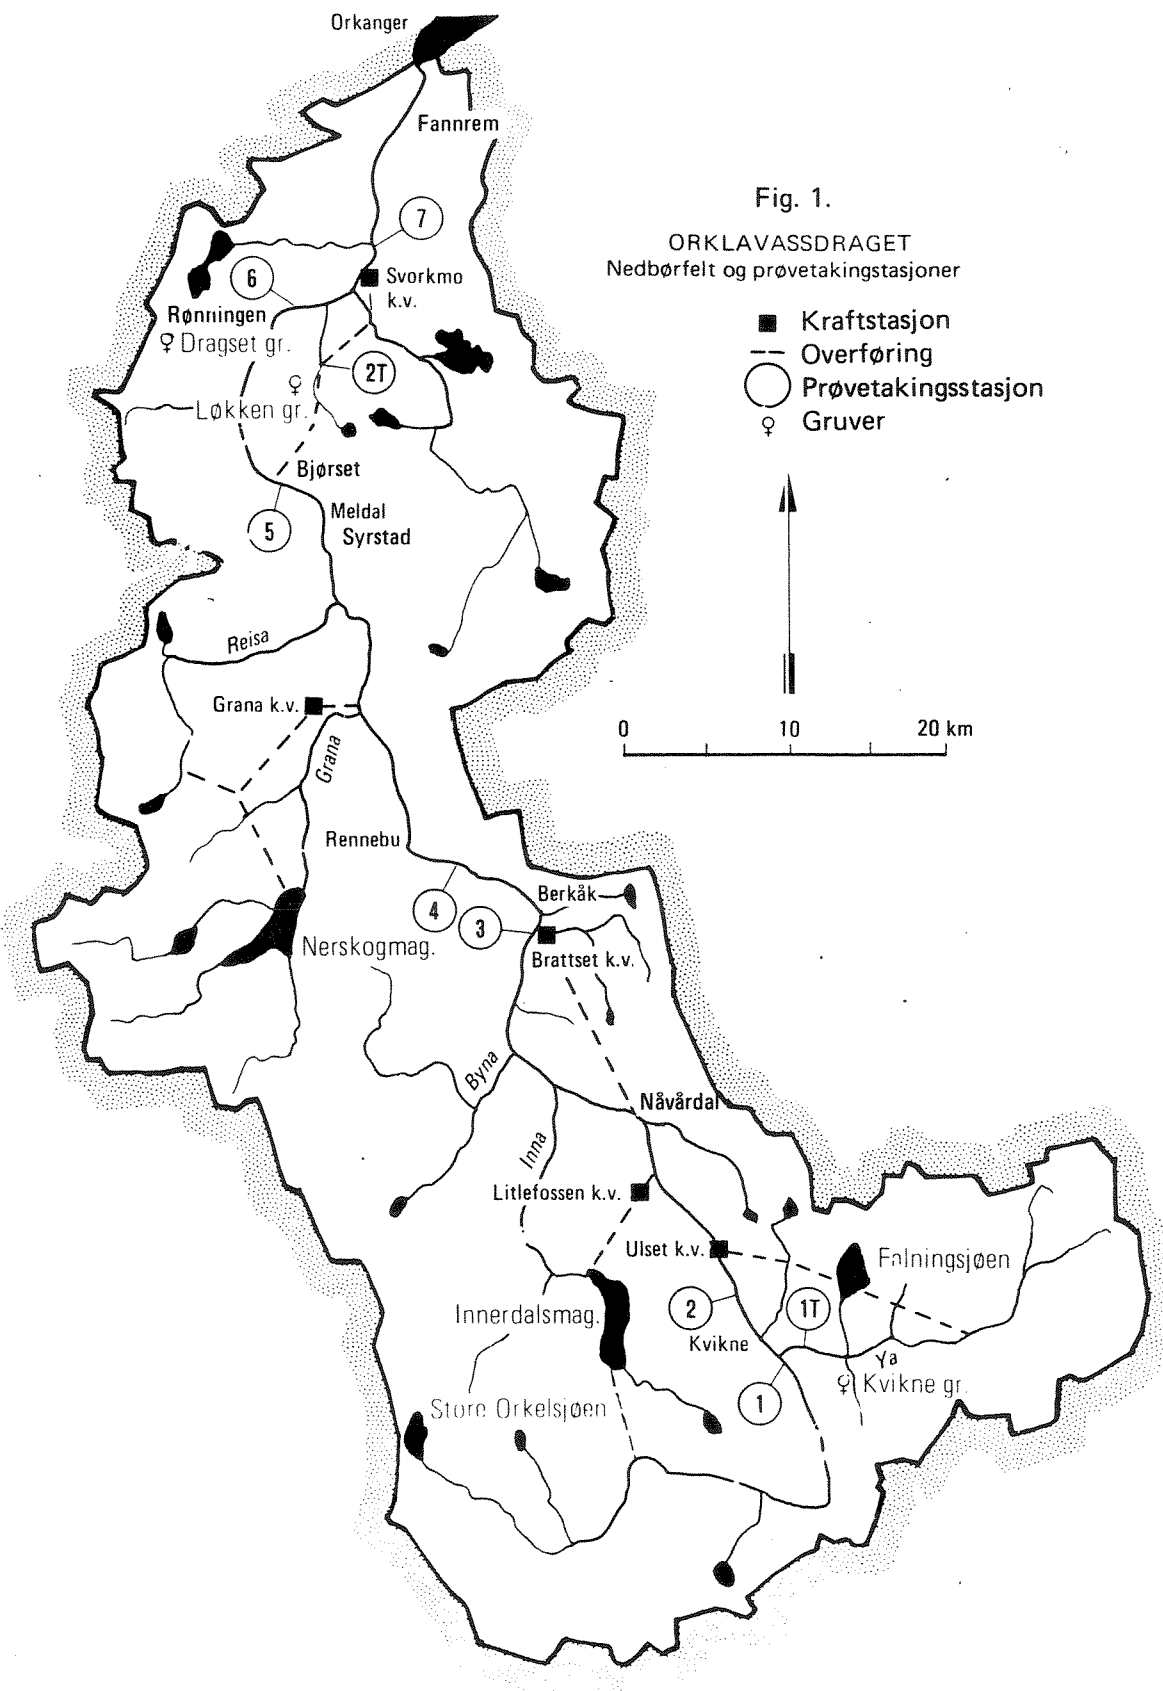 Orkanger
Fannrem
Fig. 1.
ORKLAVASSDRAGET
Nedbørfelt og prøvetakingstasjoner
Kraftstasjon
Overføring
Prøvetakingsstasjon
Gruver
7
6
Svorkmo
k.v.
Rønningen
Dragset gr.
2T
Løkken gr.
Bjørset
Meldal
Syrstad
5
Reisa
Grana k.v.
0 10 20 km
Grana
Rennebu
Berkåk
4
3
Nerskogmag.
Brattset k.v.
Byna
Nåvårdal
Inna
Litlefossen k.v.
Ulset k.v.
Falningsjøen
2
1T
Innerdalsmag.
Kvikne
Ya
Kvikne gr.
1
Store Orkelsjøen